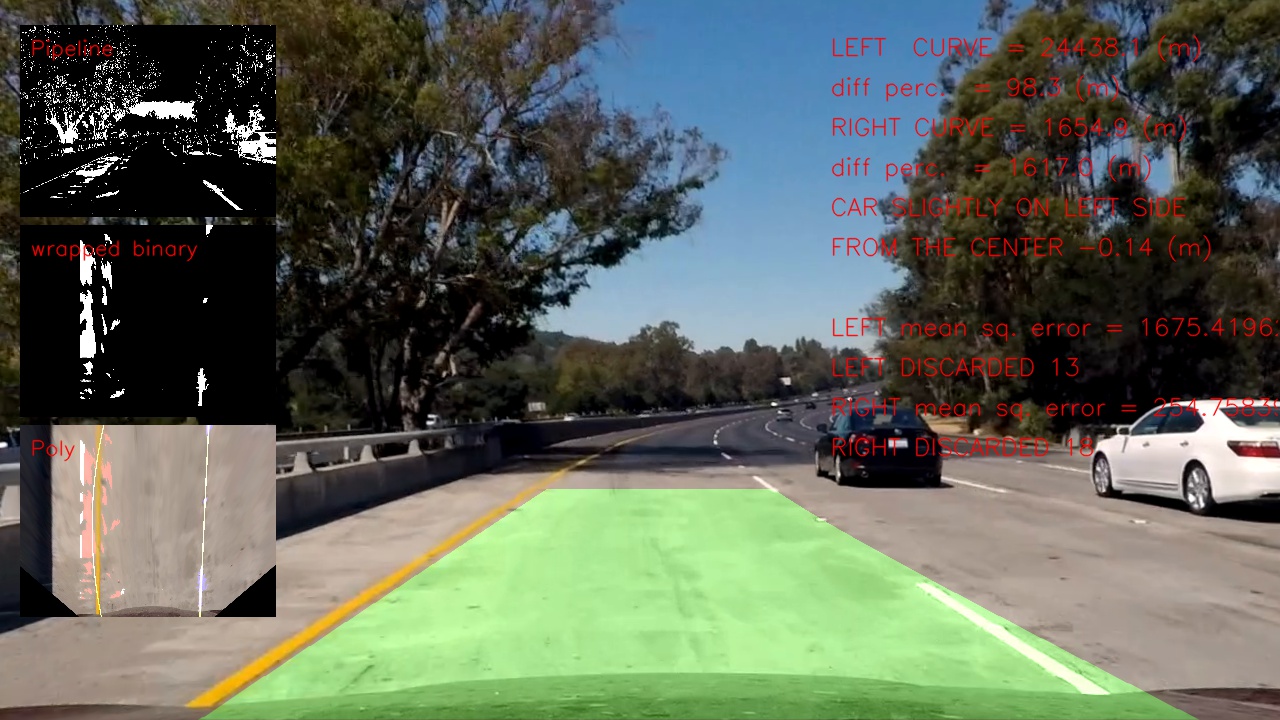 Pipeline
wrapped binary
Poly
LEFT CURVE = 24438.1 (m)
diff perc. = 98.3 (m)
RIGHT CURVE = 1654.9 (m)
diff perc. = 1617.0 (m)
CAR SLIGHTLY ON LEFT SIDE
FROM THE CENTER -0.14 (m)
LEFT mean sq. error = 1675.4196
LEFT DISCARDED 13
RIGHT mean sq. error = 254.7583
RIGHT DISCARDED 18